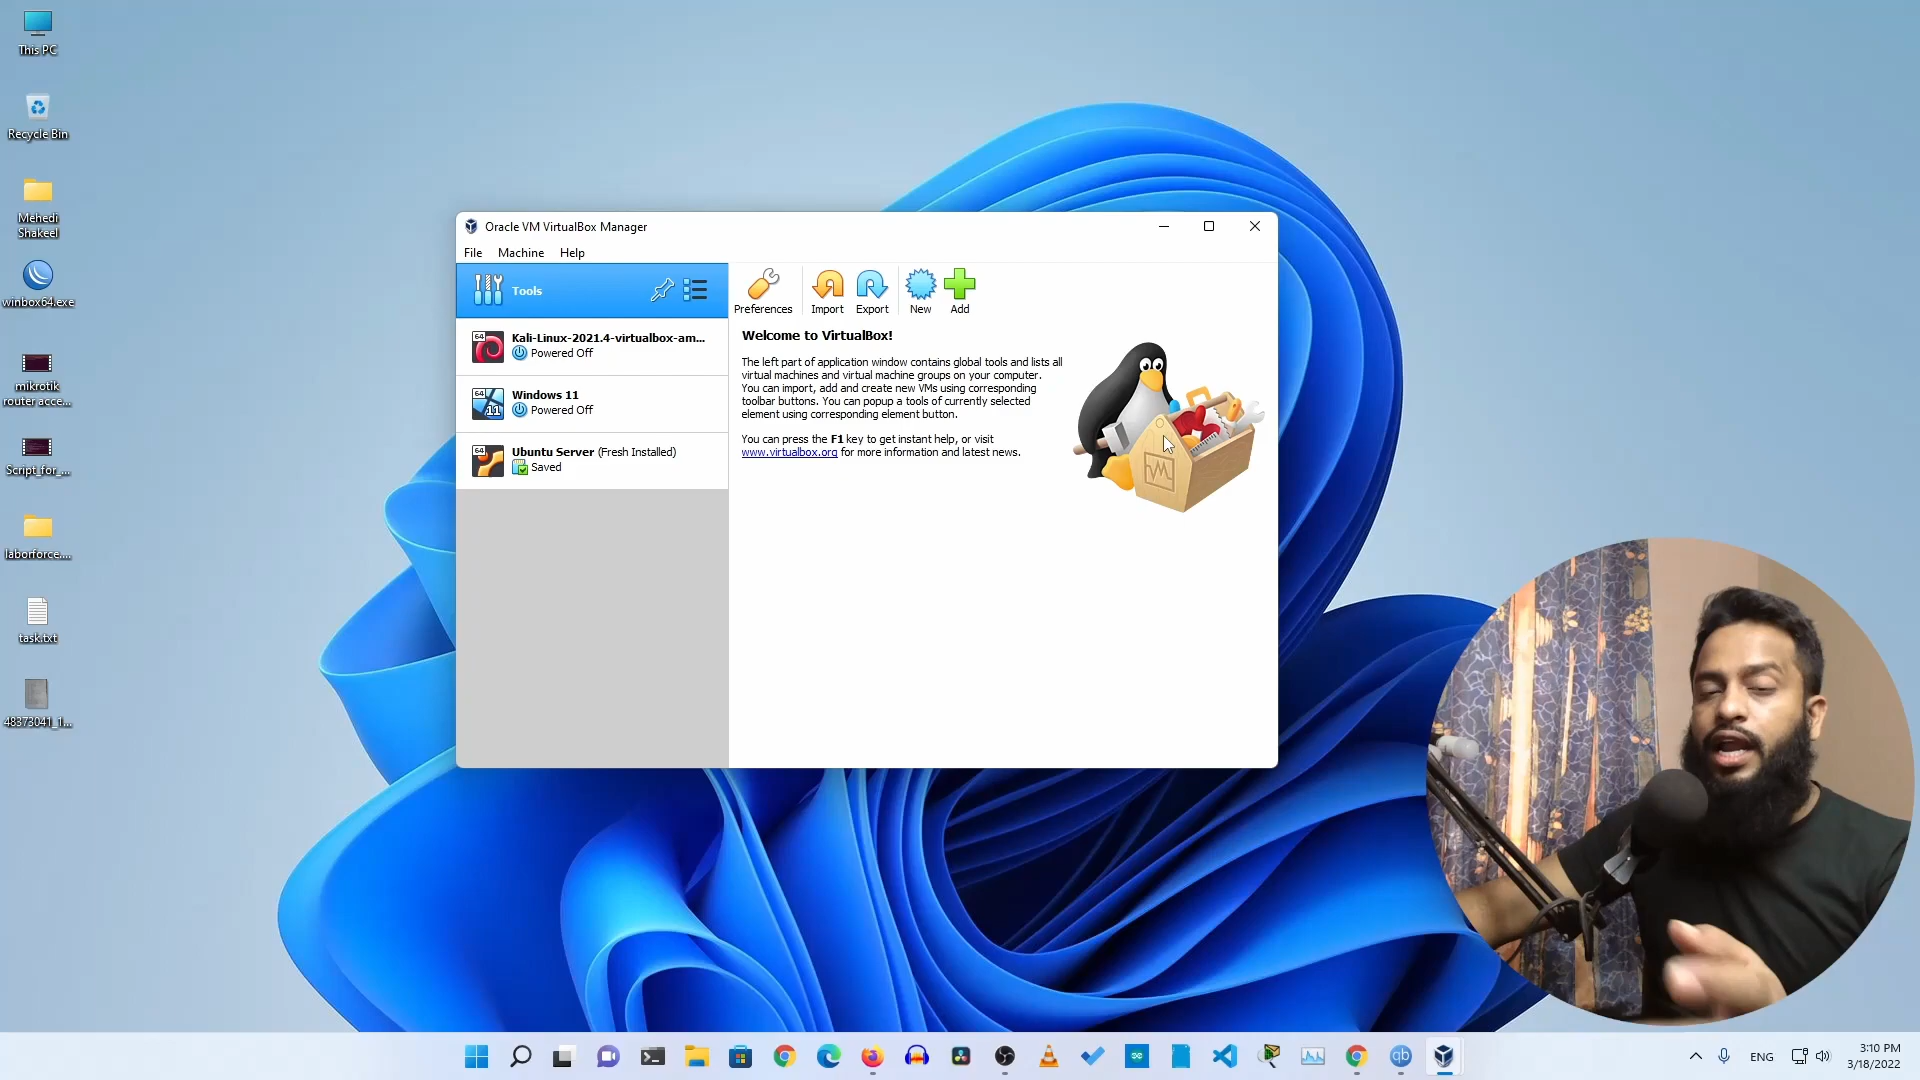 This PC
Recycle Bin
Mehedi
Shakeel
winbox64.exe
mikrotik
router acce...
Script_for_...
laborforce....
task.txt
48373041_1...
Oracle VM VirtualBox Manager
File Machine Help
Tools
64
Kali-Linux-2021.4-virtualbox-am...
Powered Off
64
11
Windows 11
Powered Off
64
Ubuntu Server (Fresh Installed)
Saved
Preferences
Import
Export
New
Add
Welcome to VirtualBox!
The left part of application window contains global tools and lists all
virtual machines and virtual machine groups on your computer.
You can import, add and create new VMs using corresponding
toolbar buttons. You can popup a tools of currently selected
element using corresponding element button.
You can press the F1 key to get instant help, or visit
www.virtualbox.org for more information and latest news.
qb
ENG
3:10 PM
3/18/2022